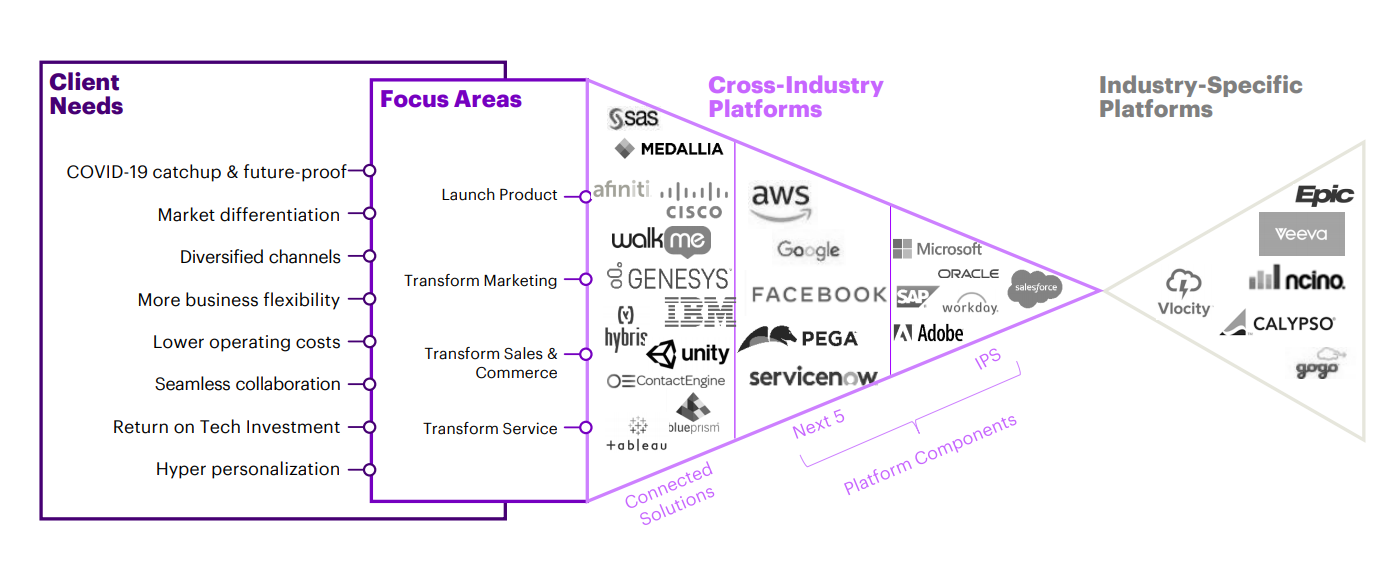 Client
Needs
COVID-19 catchup & future-proof
Market differentiation
Diversified channels
More business flexibility
Lower operating costs
Seamless collaboration
Return on Tech Investment
Hyper personalization
Focus Areas
Launch Product
Transform Marketing
Transform Sales &
Commerce
Transform Service
Cross-Industry
Platforms
sas
MEDALLIA
afiniti
CISCO
walkme
GENESYS
IBM
(y)
hybris
unity
OE ContactEngine
blueprism
+ableau
Connected
Solutions
aws
Google
FACEBOOK
PEGA
servicenow
Next 5
Microsoft
ORACLE
SAP
workday.
salesforce
Adobe
IPS
Platform Components
Industry-Specific
Platforms
Epic
Veeva
Vlocity
ncino.
CALYPSO
gogo